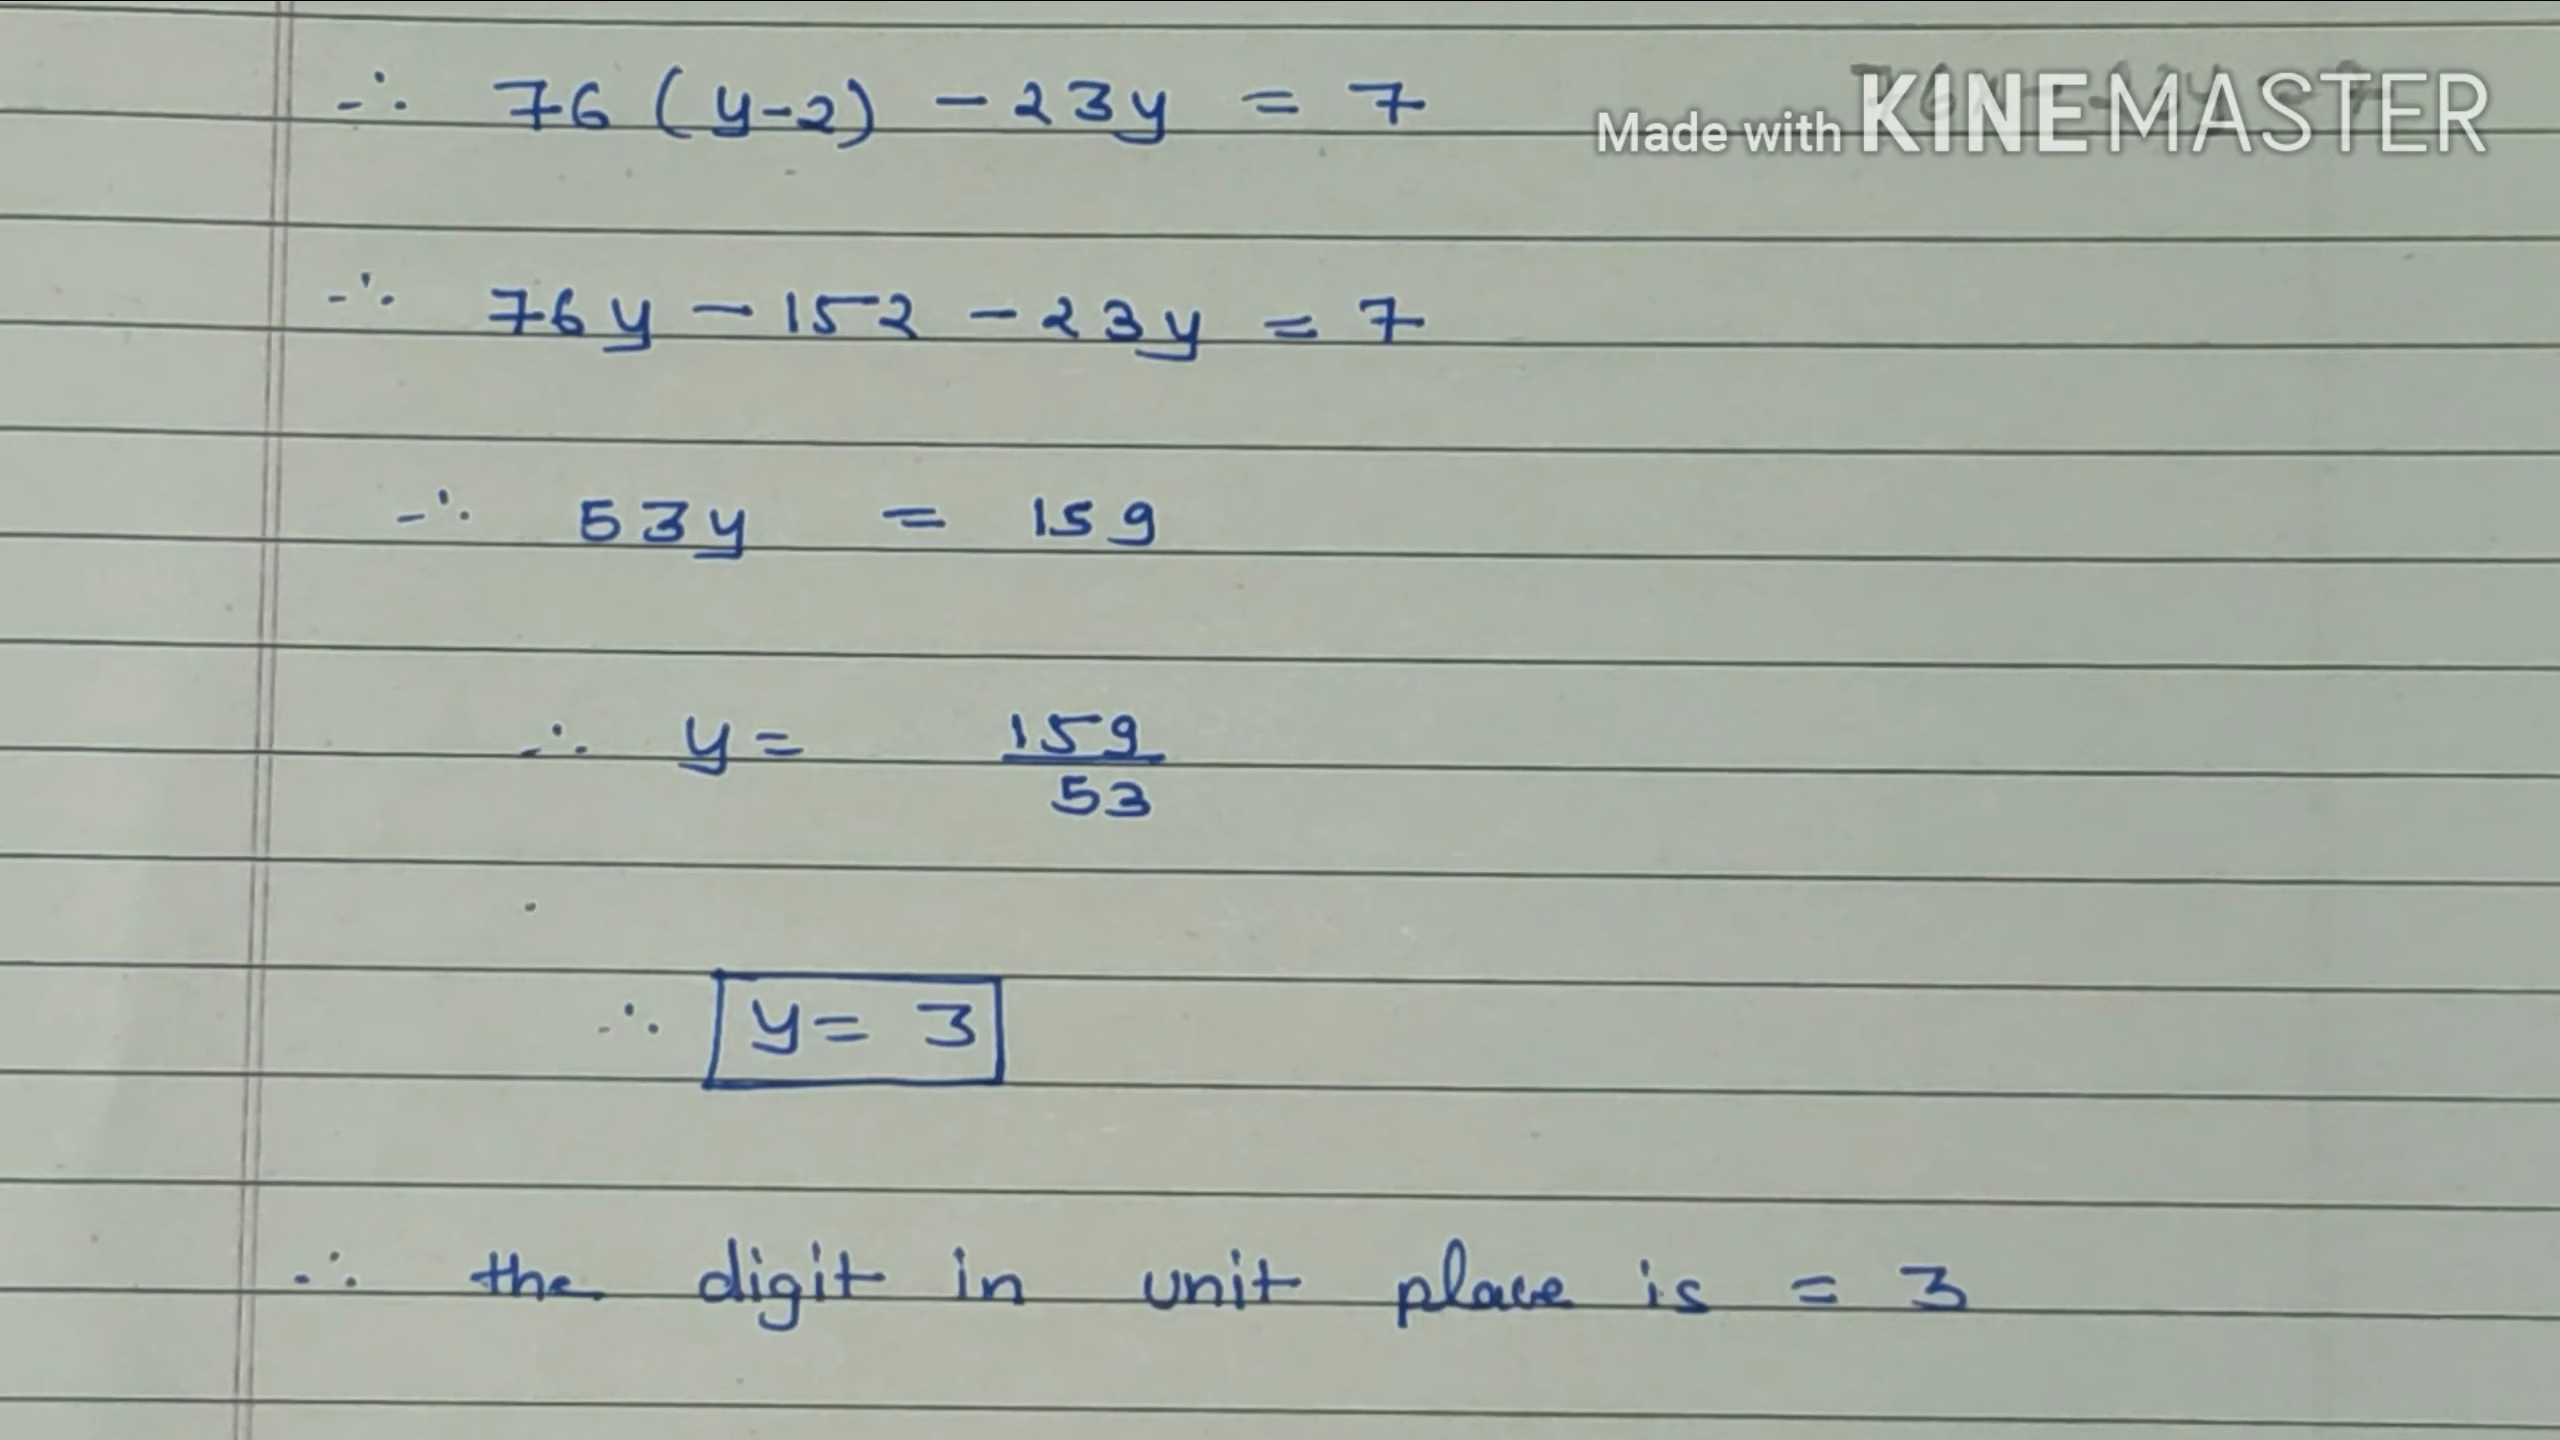 ∴ 76 (y-2) - 23y = 7
Made with KINEMASTER
∴ 76y - 152 - 23y = 7
∴ 53y = 159
∴ y = 159/53
∴ y = 3
∴ the digit in unit place is = 3